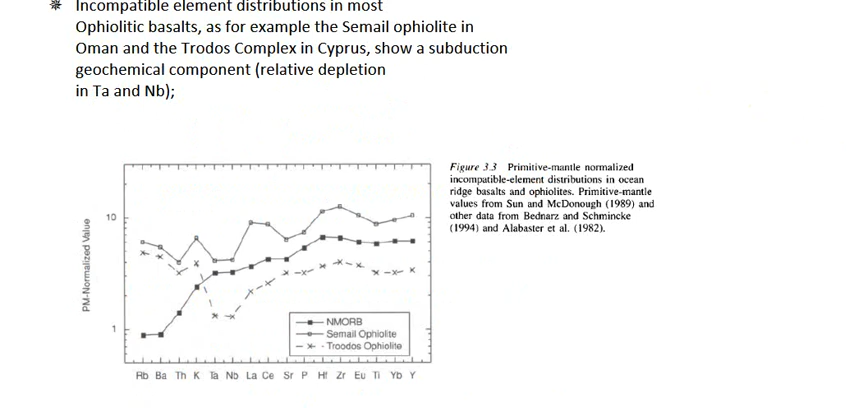 ⁕ Incompatible element distributions in most
Ophiolitic basalts, as for example the Semail ophiolite in
Oman and the Trodos Complex in Cyprus, show a subduction
geochemical component (relative depletion
in Ta and Nb);
Figure 3.3 Primitive-mantle normalized
incompatible-element distributions in ocean
ridge basalts and ophiolites. Primitive-mantle
values from Sun and McDonough (1989) and
other data from Bednarz and Schmincke
(1994) and Alabaster et al. (1982).
PM-Normalized Value
10
1
NMORB
Semail Ophiolite
Troodos Ophiolite
Rb Ba Th K Ta Nb La Ce Sr P Hf Zr Eu Ti Yb Y